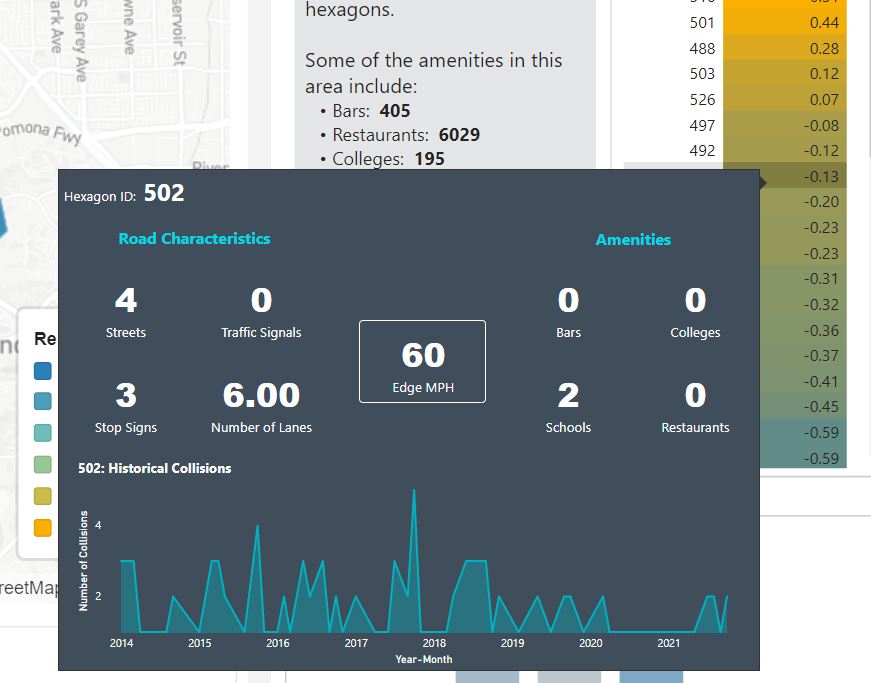 ark Ave
S Garey Ave
wne Ave
servoir St
omona Fwy
River
hexagons.
Some of the amenities in this
area include:
• Bars: 405
• Restaurants: 6029
• Colleges: 195
501 0.44
488 0.28
503 0.12
526 0.07
497 -0.08
492 -0.12
-0.13
-0.20
-0.23
-0.23
-0.31
-0.32
-0.36
-0.37
-0.41
-0.45
-0.59
-0.59
Re
reetMap
Hexagon ID: 502
Road Characteristics
4
Streets
0
Traffic Signals
3
Stop Signs
6.00
Number of Lanes
60
Edge MPH
Amenities
0
Bars
0
Colleges
2
Schools
0
Restaurants
502: Historical Collisions
Number of Collisions
4
2
2014 2015 2016 2017 2018 2019 2020 2021
Year-Month